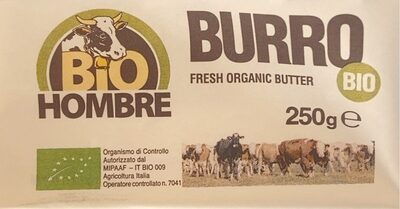 BiO
HOMBRE
BURRO
FRESH ORGANIC BUTTER
BIO
250g ℮
Organismo di Controllo
Autorizzato dal
MIPAAF – IT BIO 009
Agricoltura Italia
Operatore controllato n. 7041